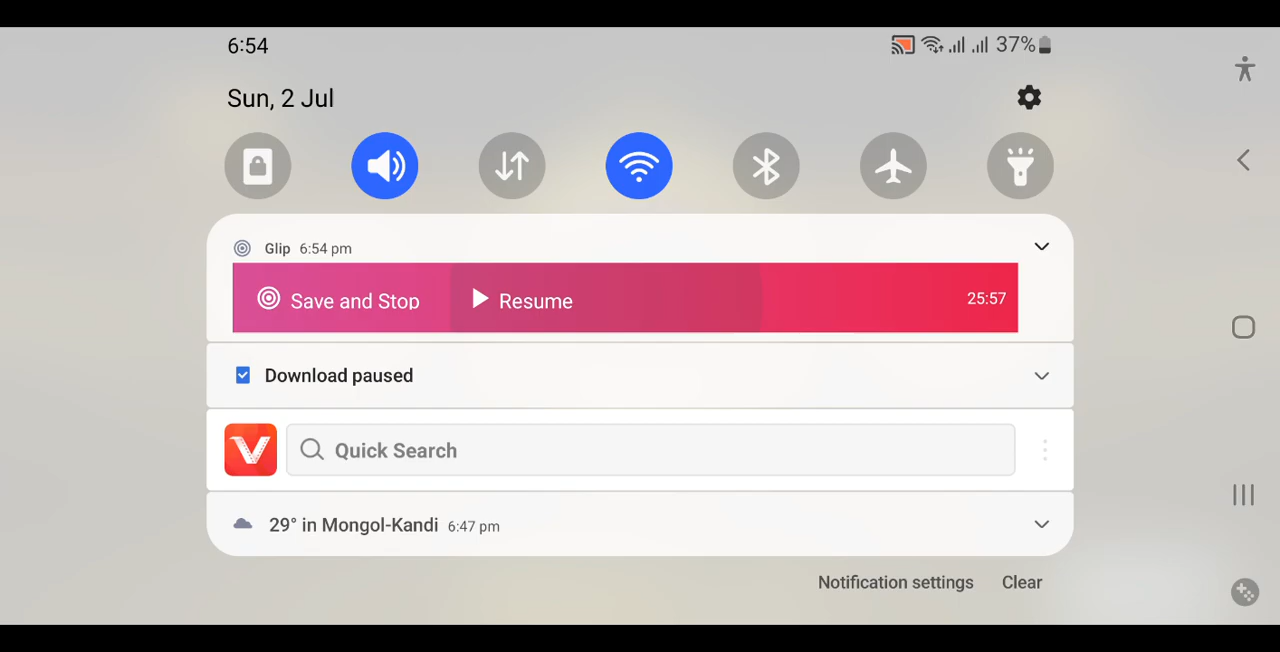 6:54
37%
Sun, 2 Jul
Glip 6:54 pm
Save and Stop
Resume
25:57
Download paused
Quick Search
29° in Mongol-Kandi 6:47 pm
Notification settings
Clear